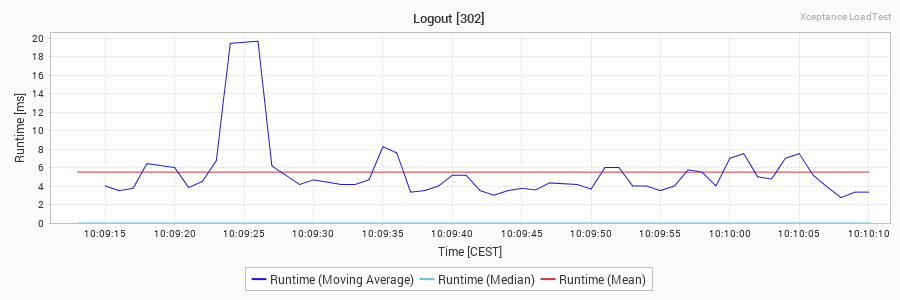 Logout [302]
Xceptance LoadTest
Runtime [ms]
20
18
16
14
12
10
8
6
4
2
0
10:09:15 10:09:20 10:09:25 10:09:30 10:09:35 10:09:40 10:09:45 10:09:50 10:09:55 10:10:00 10:10:05 10:10:10
Time [CEST]
Runtime (Moving Average) Runtime (Median) Runtime (Mean)